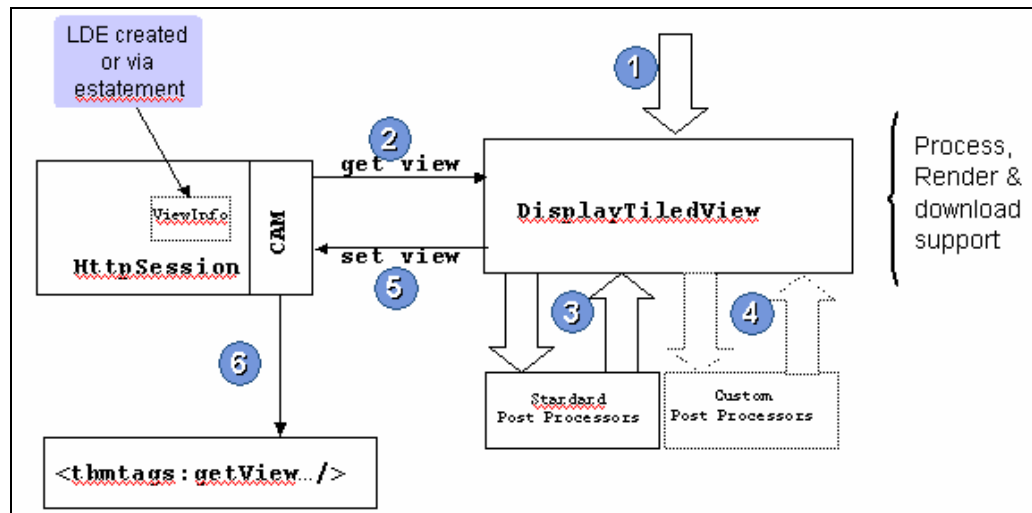 LDE created
or via
estatement
1
2
get view
Process,
Render &
download
support
ViewInfo
CAM
DisplayTiledView
HttpSession
set view
5
3
4
6
Standard
Post Processors
Custom
Post Processors
<tbmtags:getView…/>